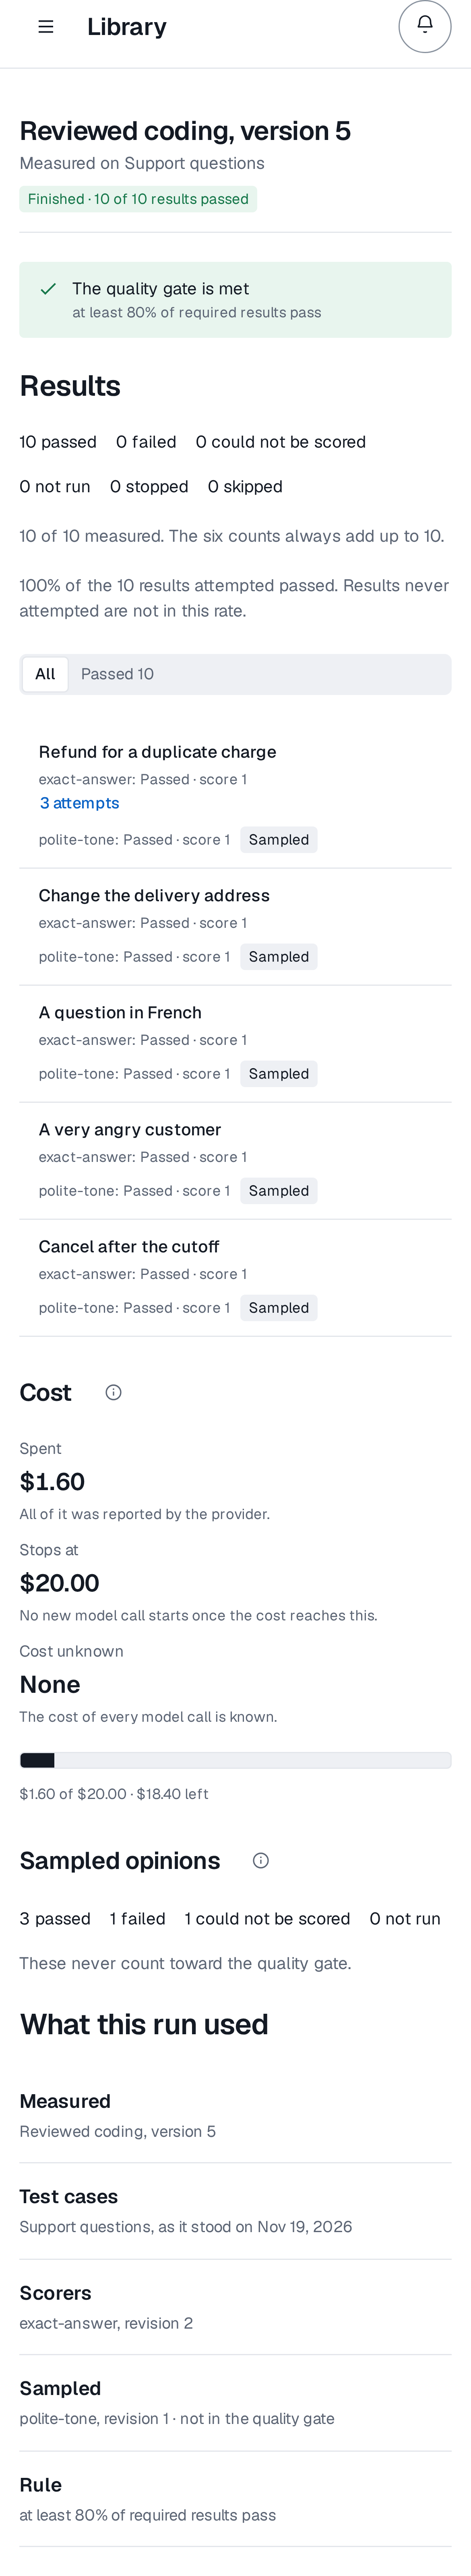 Library
Reviewed coding, version 5
Measured on Support questions
Finished · 10 of 10 results passed
The quality gate is met
at least 80% of required results pass
Results
10 passed 0 failed 0 could not be scored
0 not run 0 stopped 0 skipped
10 of 10 measured. The six counts always add up to 10.
100% of the 10 results attempted passed. Results never
attempted are not in this rate.
All Passed 10
Refund for a duplicate charge
exact-answer: Passed · score 1
3 attempts
polite-tone: Passed · score 1 Sampled
Change the delivery address
exact-answer: Passed · score 1
polite-tone: Passed · score 1 Sampled
A question in French
exact-answer: Passed · score 1
polite-tone: Passed · score 1 Sampled
A very angry customer
exact-answer: Passed · score 1
polite-tone: Passed · score 1 Sampled
Cancel after the cutoff
exact-answer: Passed · score 1
polite-tone: Passed · score 1 Sampled
Cost
Spent
$1.60
All of it was reported by the provider.
Stops at
$20.00
No new model call starts once the cost reaches this.
Cost unknown
None
The cost of every model call is known.
$1.60 of $20.00 · $18.40 left
Sampled opinions
3 passed 1 failed 1 could not be scored 0 not run
These never count toward the quality gate.
What this run used
Measured
Reviewed coding, version 5
Test cases
Support questions, as it stood on Nov 19, 2026
Scorers
exact-answer, revision 2
Sampled
polite-tone, revision 1 · not in the quality gate
Rule
at least 80% of required results pass